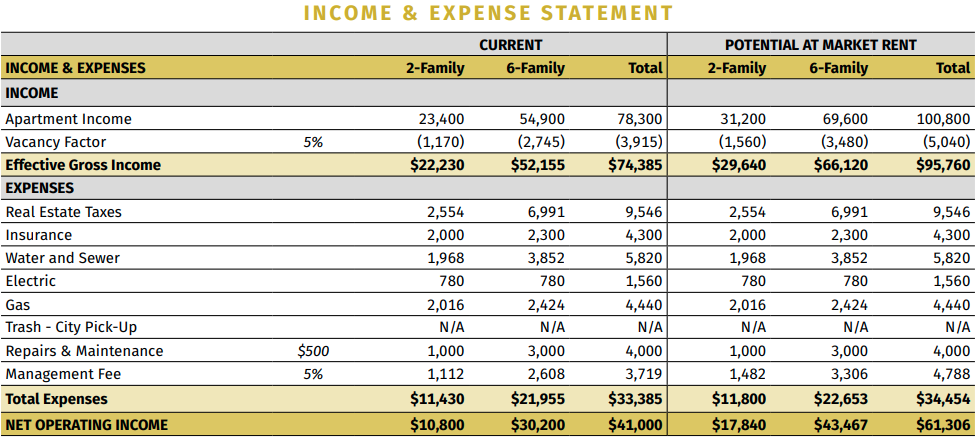 INCOME & EXPENSE STATEMENT
CURRENT POTENTIAL AT MARKET RENT
INCOME & EXPENSES 2-Family 6-Family Total 2-Family 6-Family Total
INCOME
Apartment Income 23,400 54,900 78,300 31,200 69,600 100,800
Vacancy Factor 5% (1,170) (2,745) (3,915) (1,560) (3,480) (5,040)
Effective Gross Income $22,230 $52,155 $74,385 $29,640 $66,120 $95,760
EXPENSES
Real Estate Taxes 2,554 6,991 9,546 2,554 6,991 9,546
Insurance 2,000 2,300 4,300 2,000 2,300 4,300
Water and Sewer 1,968 3,852 5,820 1,968 3,852 5,820
Electric 780 780 1,560 780 780 1,560
Gas 2,016 2,424 4,440 2,016 2,424 4,440
Trash - City Pick-Up N/A N/A N/A N/A N/A N/A
Repairs & Maintenance $500 1,000 3,000 4,000 1,000 3,000 4,000
Management Fee 5% 1,112 2,608 3,719 1,482 3,306 4,788
Total Expenses $11,430 $21,955 $33,385 $11,800 $22,653 $34,454
NET OPERATING INCOME $10,800 $30,200 $41,000 $17,840 $43,467 $61,306